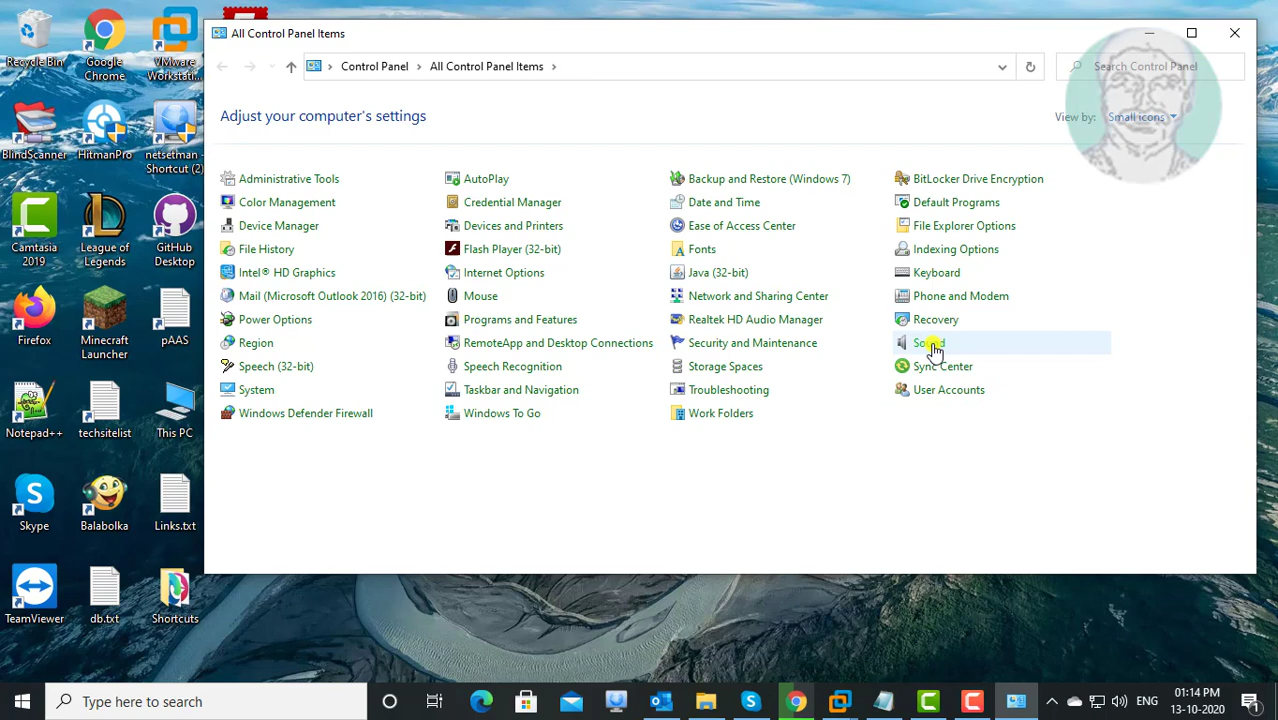 All Control Panel Items
Control Panel > All Control Panel Items >
Search Control Panel
Adjust your computer's settings
View by: Small icons
Administrative Tools
AutoPlay
Backup and Restore (Windows 7)
BitLocker Drive Encryption
Color Management
Credential Manager
Date and Time
Default Programs
Device Manager
Devices and Printers
Ease of Access Center
File Explorer Options
File History
Flash Player (32-bit)
Fonts
Indexing Options
Intel® HD Graphics
Internet Options
Java (32-bit)
Keyboard
Mail (Microsoft Outlook 2016) (32-bit)
Mouse
Network and Sharing Center
Phone and Modem
Power Options
Programs and Features
Realtek HD Audio Manager
Recovery
Region
RemoteApp and Desktop Connections
Security and Maintenance
Sound
Speech (32-bit)
Speech Recognition
Storage Spaces
Sync Center
System
Taskbar and Navigation
Troubleshooting
User Accounts
Windows Defender Firewall
Windows To Go
Work Folders
Recycle Bin
Google
Chrome
VMware
Workstati...
BlindScanner
HitmanPro
netsetman -
Shortcut (2)
Camtasia
2019
League of
Legends
GitHub
Desktop
Firefox
Minecraft
Launcher
pAAS
Notepad++
techsitelist
This PC
Skype
Balabolka
Links.txt
TeamViewer
db.txt
Shortcuts
Type here to search
ENG
01:14 PM
13-10-2020
1